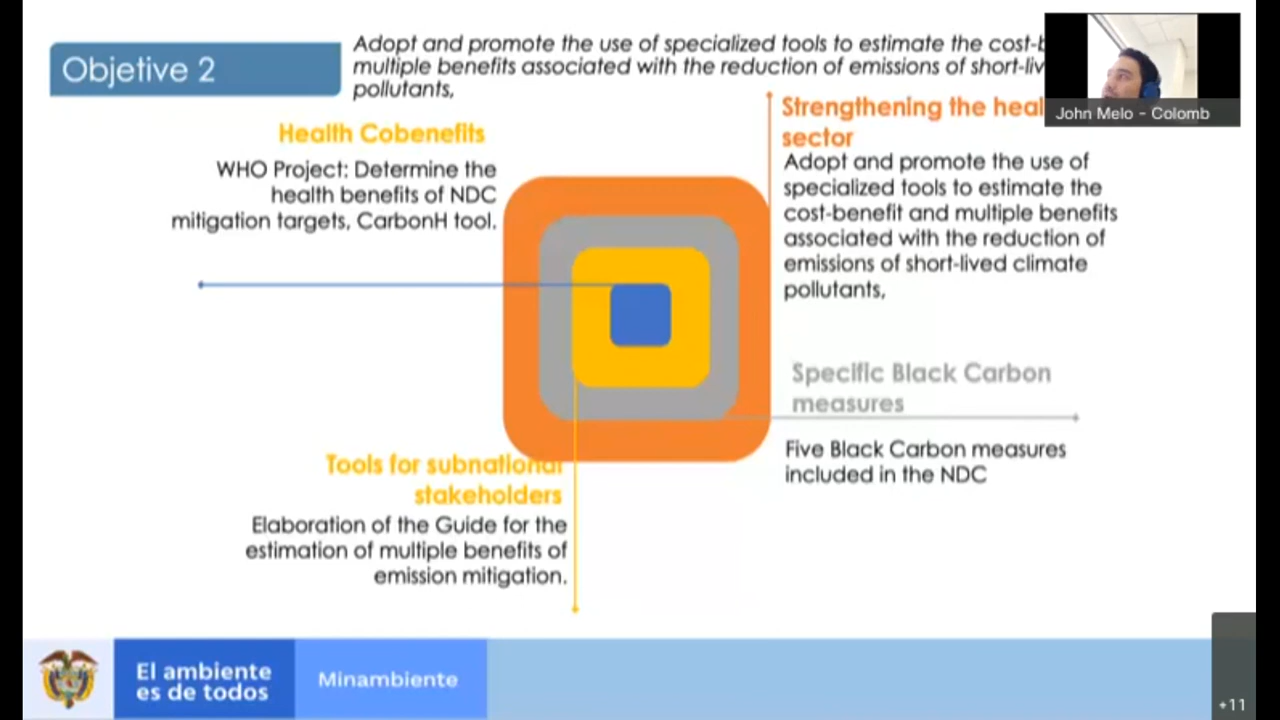 Objetive 2
Adopt and promote the use of specialized tools to estimate the cost-
multiple benefits associated with the reduction of emissions of short-liv
pollutants,
Health Cobenefits
WHO Project: Determine the
health benefits of NDC
mitigation targets, CarbonH tool.
Strengthening the heal
sector
Adopt and promote the use of
specialized tools to estimate the
cost-benefit and multiple benefits
associated with the reduction of
emissions of short-lived climate
pollutants,
John Melo - Colomb
Specific Black Carbon
measures
Five Black Carbon measures
included in the NDC
Tools for subnational
stakeholders
Elaboration of the Guide for the
estimation of multiple benefits of
emission mitigation.
El ambiente
es de todos
Minambiente
+11